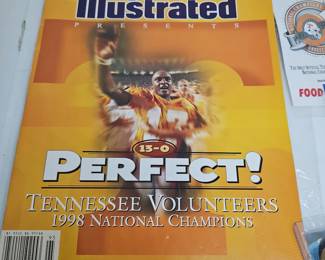 Illustrated
PRESENTS
13-0
PERFECT!
TENNESSEE VOLUNTEERS
1998 NATIONAL CHAMPIONS
FOOD